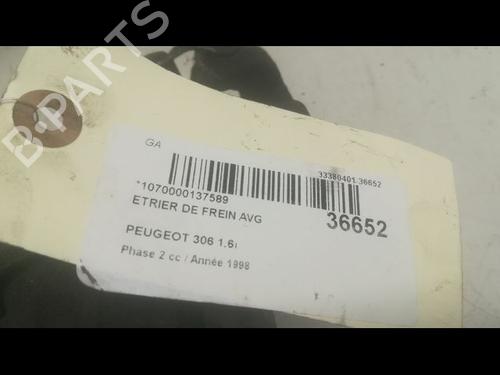 B-PARTS
GA
33380401.36652
*1070000137589
36652
ETRIER DE FREIN AVG
PEUGEOT 306 1.6i
Phase 2 cc / Année 1998